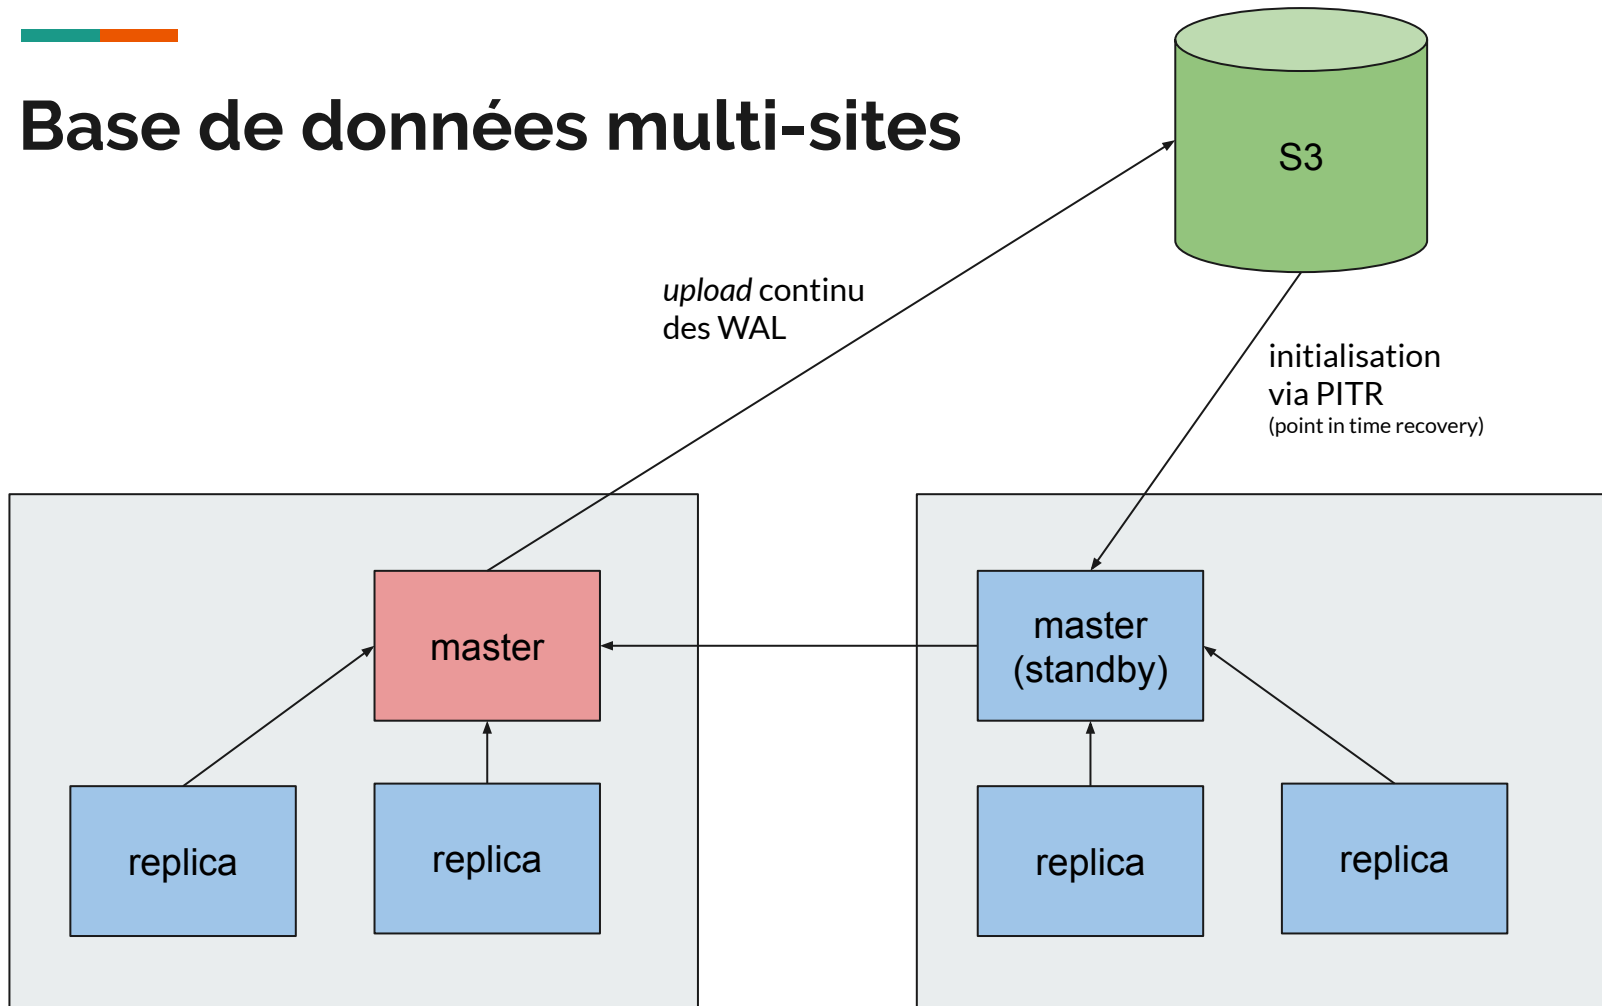 Base de données multi-sites
S3
upload continu
des WAL
initialisation
via PITR
(point in time recovery)
master
master
(standby)
replica
replica
replica
replica